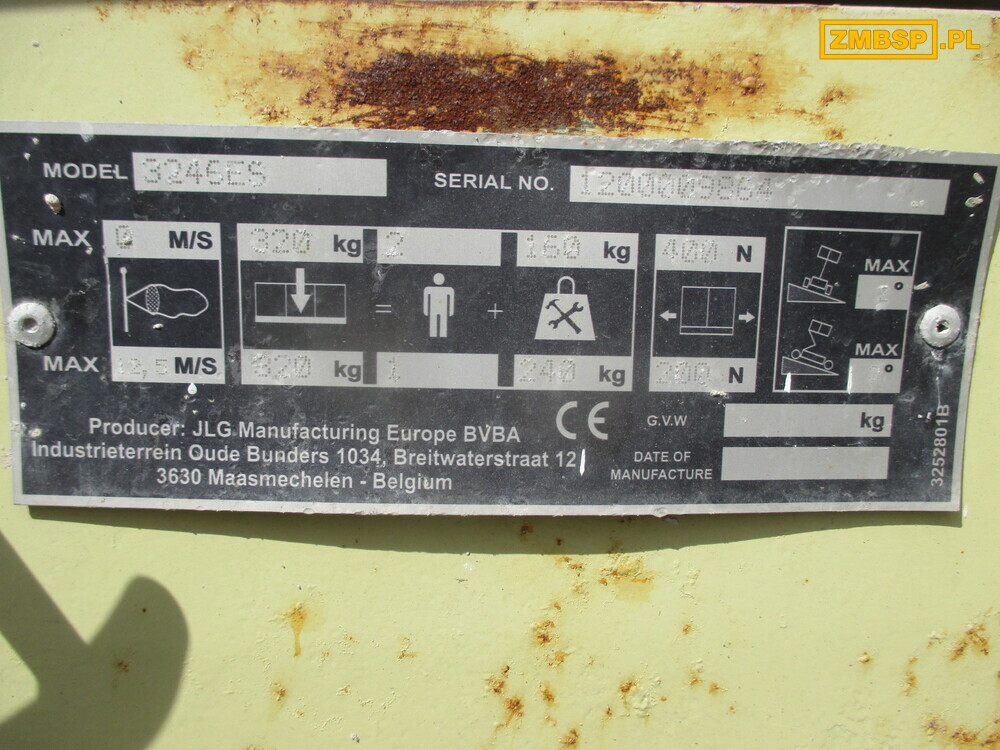 ZMBSP.PL
MODEL 3246ES
SERIAL NO. 1200009864
MAX 0 M/S 320 kg 2 160 kg 400 N
MAX °
= +
MAX °
MAX 12,5 M/S 320 kg 1 240 kg 200 N
Producer: JLG Manufacturing Europe BVBA
Industrieterrein Oude Bunders 1034, Breitwaterstraat 12
3630 Maasmechelen - Belgium
CE
G.V.W kg
DATE OF
MANUFACTURE
3252801B